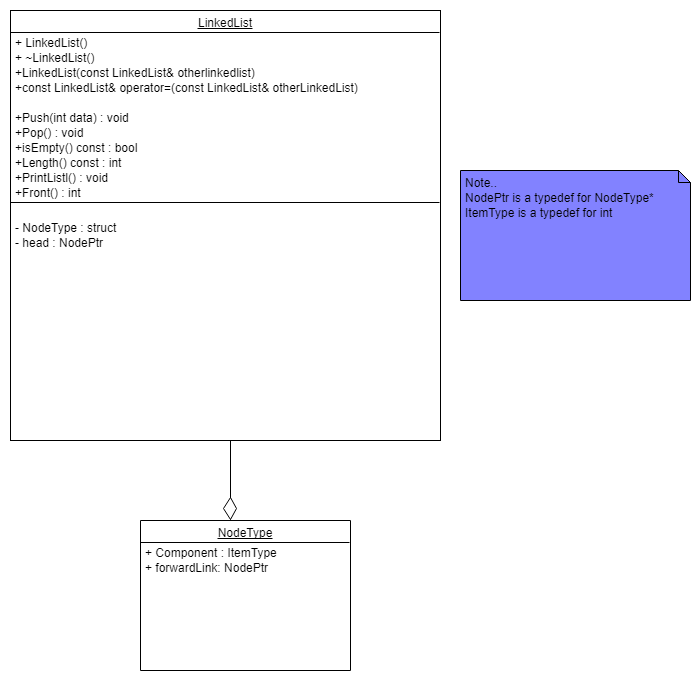 LinkedList
+ LinkedList()
+ ~LinkedList()
+LinkedList(const LinkedList& otherlinkedlist)
+const LinkedList& operator=(const LinkedList& otherLinkedList)
+Push(int data) : void
+Pop() : void
+isEmpty() const : bool
+Length() const : int
+PrintListl() : void
+Front() : int
- NodeType : struct
- head : NodePtr
Note..
NodePtr is a typedef for NodeType*
ItemType is a typedef for int
NodeType
+ Component : ItemType
+ forwardLink: NodePtr